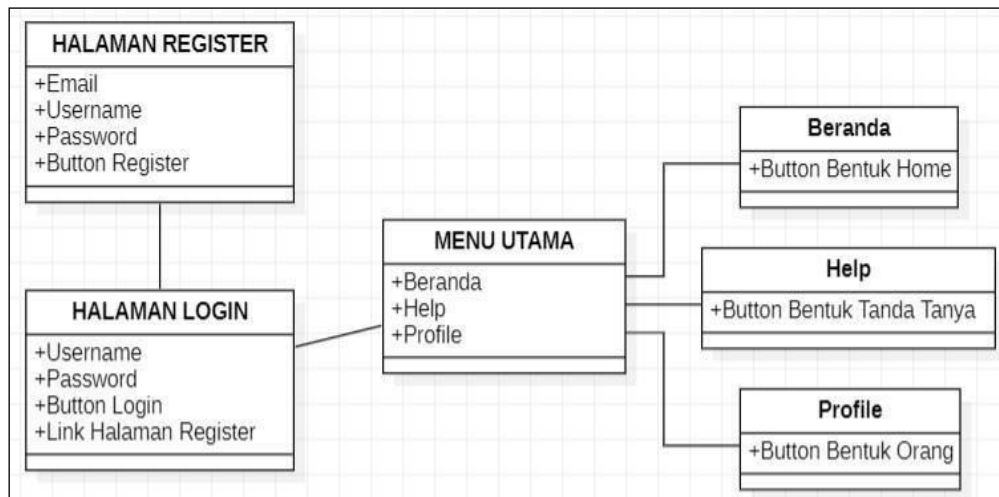 HALAMAN REGISTER
+Email
+Username
+Password
+Button Register
HALAMAN LOGIN
+Username
+Password
+Button Login
+Link Halaman Register
MENU UTAMA
+Beranda
+Help
+Profile
Beranda
+Button Bentuk Home
Help
+Button Bentuk Tanda Tanya
Profile
+Button Bentuk Orang